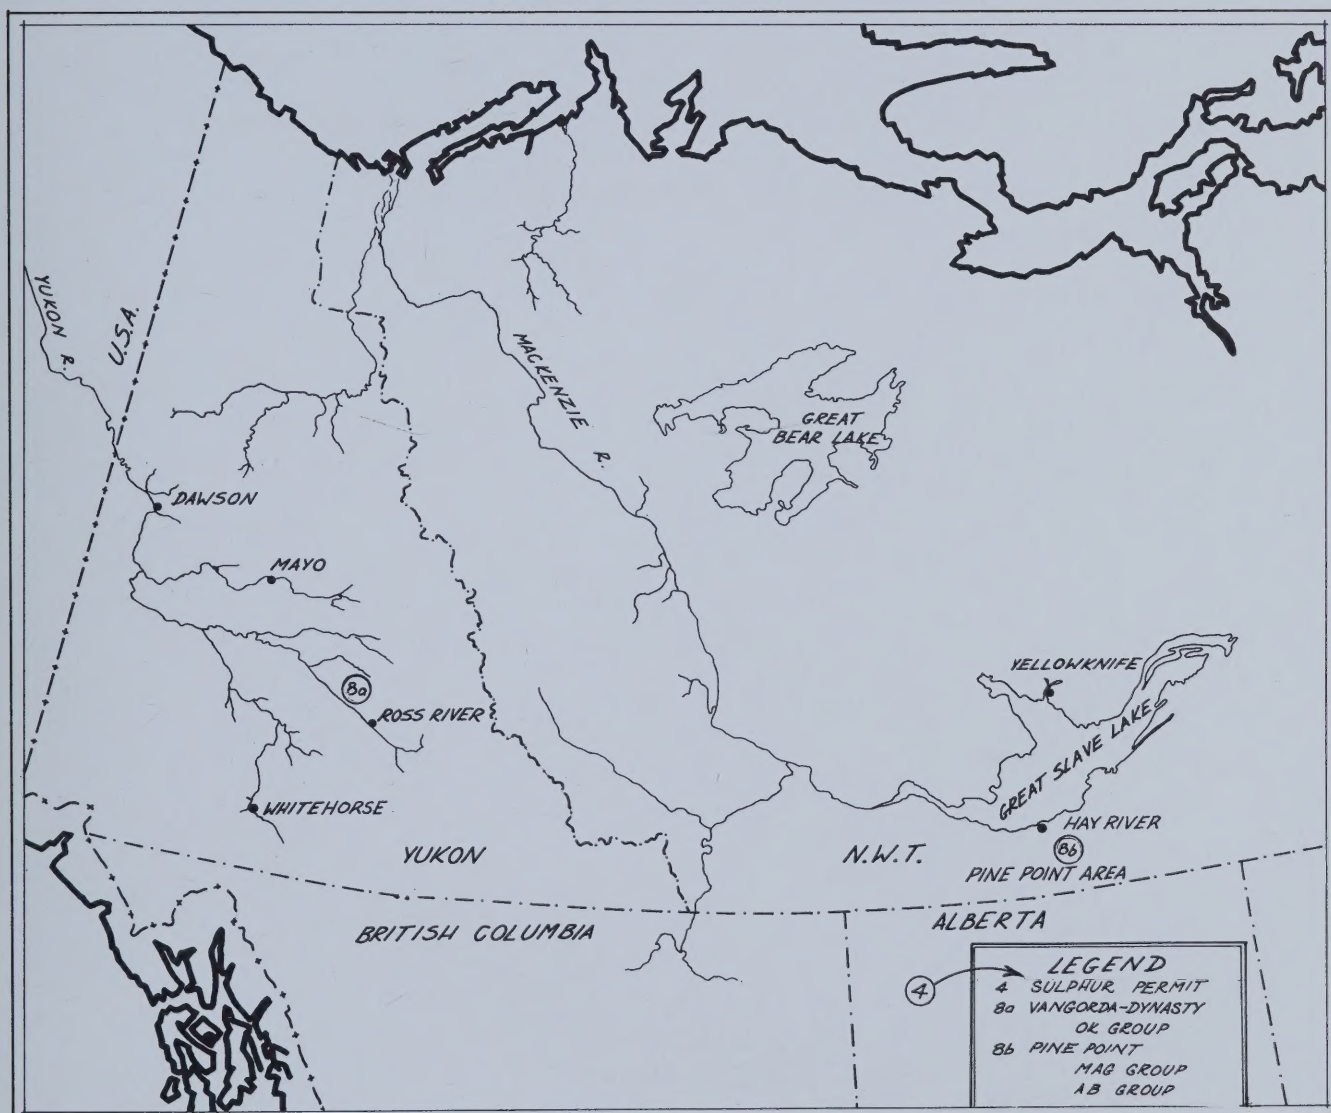 YUKON R.
U.S.A.
MACKENZIE R.
GREAT
BEAR LAKE
DAWSON
MAYO
8a
ROSS RIVER
WHITEHORSE
YELLOWKNIFE
GREAT SLAVE LAKE
HAY RIVER
8b
PINE POINT AREA
YUKON
N.W.T.
BRITISH COLUMBIA
ALBERTA
4
LEGEND
4 SULPHUR PERMIT
8a VANGORDA-DYNASTY
OK GROUP
8b PINE POINT
MAG GROUP
AB GROUP